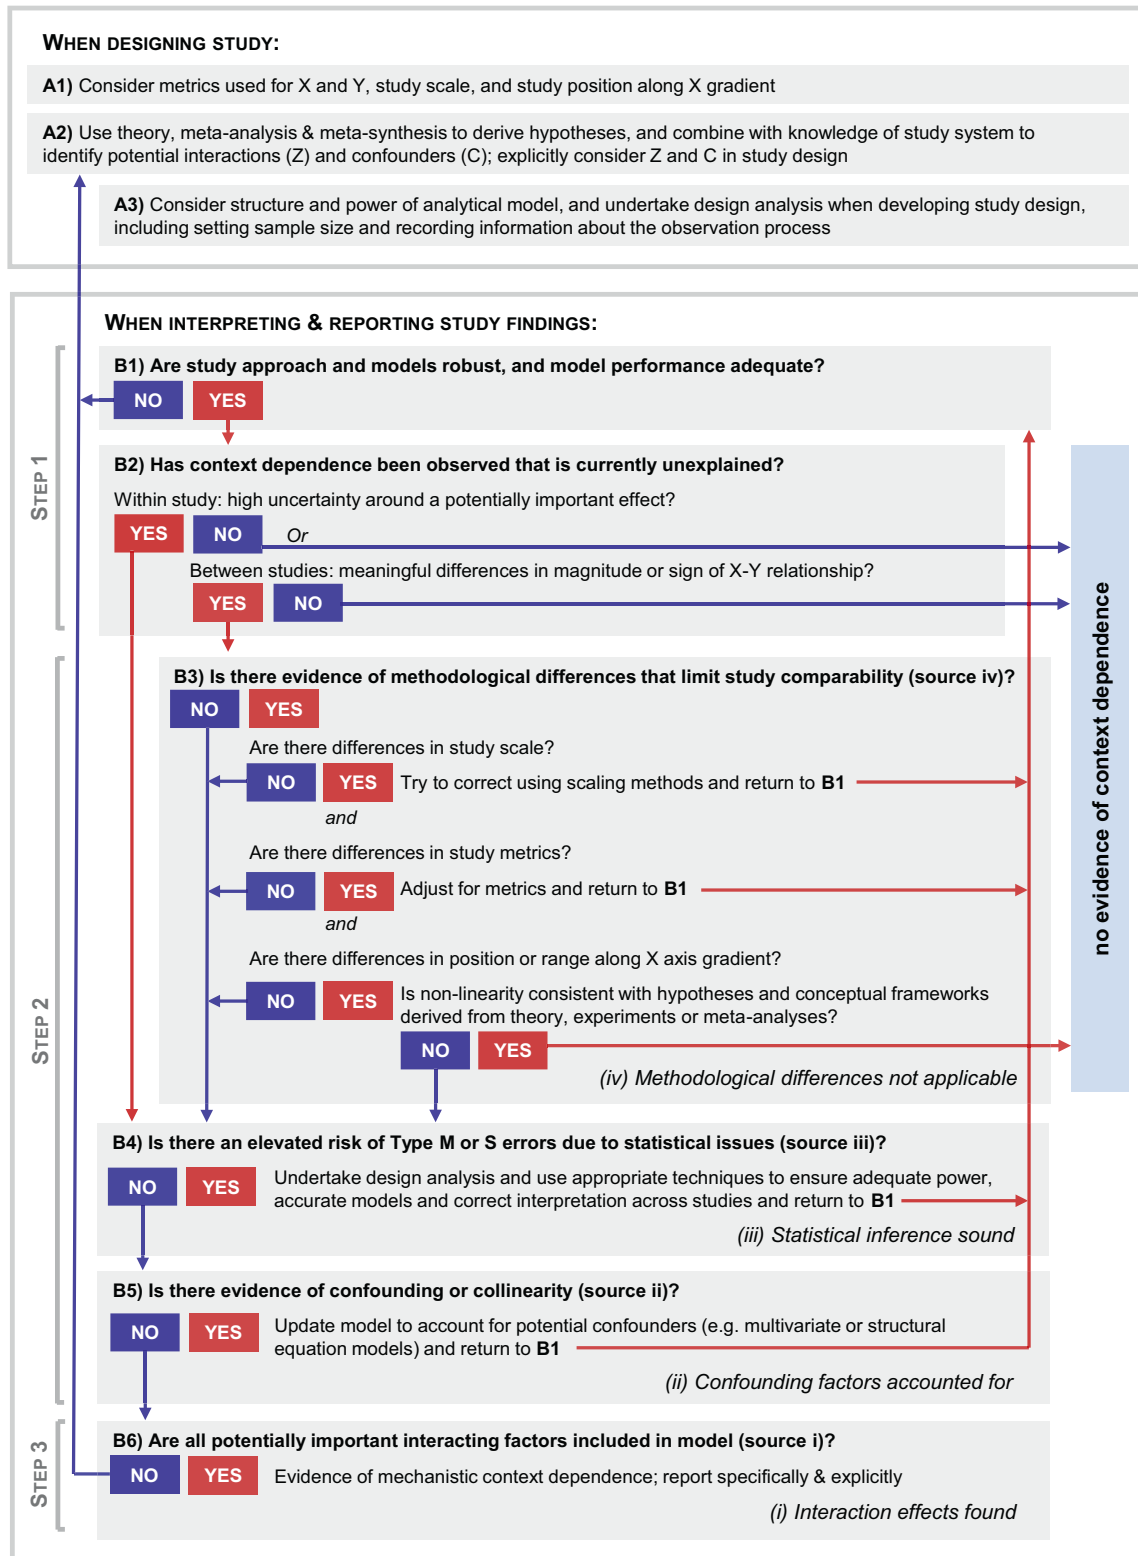 WHEN DESIGNING STUDY:
A1) Consider metrics used for X and Y, study scale, and study position along X gradient
A2) Use theory, meta-analysis & meta-synthesis to derive hypotheses, and combine with knowledge of study system to
identify potential interactions (Z) and confounders (C); explicitly consider Z and C in study design
A3) Consider structure and power of analytical model, and undertake design analysis when developing study design,
including setting sample size and recording information about the observation process
WHEN INTERPRETING & REPORTING STUDY FINDINGS:
STEP 1
B1) Are study approach and models robust, and model performance adequate?
NO YES
B2) Has context dependence been observed that is currently unexplained?
Within study: high uncertainty around a potentially important effect?
YES NO Or
Between studies: meaningful differences in magnitude or sign of X-Y relationship?
YES NO
no evidence of context dependence
STEP 2
B3) Is there evidence of methodological differences that limit study comparability (source iv)?
NO YES
Are there differences in study scale?
NO YES Try to correct using scaling methods and return to B1
and
Are there differences in study metrics?
NO YES Adjust for metrics and return to B1
and
Are there differences in position or range along X axis gradient?
NO YES Is non-linearity consistent with hypotheses and conceptual frameworks
derived from theory, experiments or meta-analyses?
NO YES
(iv) Methodological differences not applicable
B4) Is there an elevated risk of Type M or S errors due to statistical issues (source iii)?
NO YES Undertake design analysis and use appropriate techniques to ensure adequate power,
accurate models and correct interpretation across studies and return to B1
(iii) Statistical inference sound
B5) Is there evidence of confounding or collinearity (source ii)?
NO YES Update model to account for potential confounders (e.g. multivariate or structural
equation models) and return to B1
(ii) Confounding factors accounted for
STEP 3
B6) Are all potentially important interacting factors included in model (source i)?
NO YES Evidence of mechanistic context dependence; report specifically & explicitly
(i) Interaction effects found